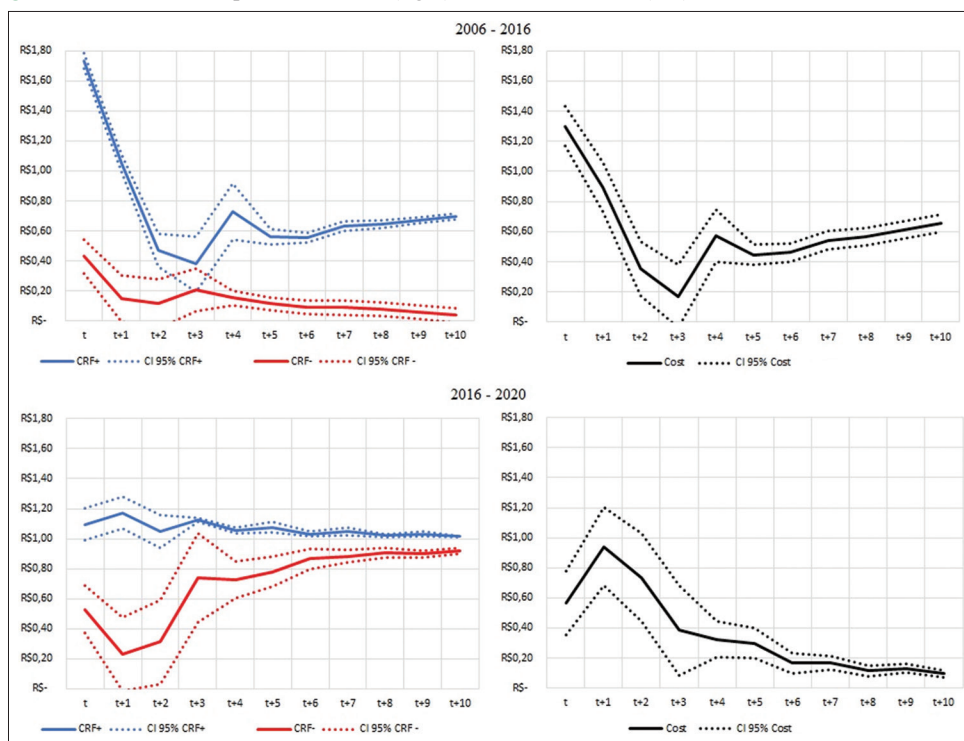 2006 - 2016
R$1,80
R$1,60
R$1,40
R$1,20
R$1,00
R$0,80
R$0,60
R$0,40
R$0,20
R$-
t t+1 t+2 t+3 t+4 t+5 t+6 t+7 t+8 t+9 t+10
CRF+ CI 95% CRF+ CRF- CI 95% CRF -
R$1,80
R$1,60
R$1,40
R$1,20
R$1,00
R$0,80
R$0,60
R$0,40
R$0,20
R$-
t t+1 t+2 t+3 t+4 t+5 t+6 t+7 t+8 t+9 t+10
Cost CI 95% Cost
2016 - 2020
R$1,80
R$1,60
R$1,40
R$1,20
R$1,00
R$0,80
R$0,60
R$0,40
R$0,20
R$-
t t+1 t+2 t+3 t+4 t+5 t+6 t+7 t+8 t+9 t+10
CRF+ CI 95% CRF+ CRF- CI 95% CRF -
R$1,80
R$1,60
R$1,40
R$1,20
R$1,00
R$0,80
R$0,60
R$0,40
R$0,20
R$-
t t+1 t+2 t+3 t+4 t+5 t+6 t+7 t+8 t+9 t+10
Cost CI 95% Cost